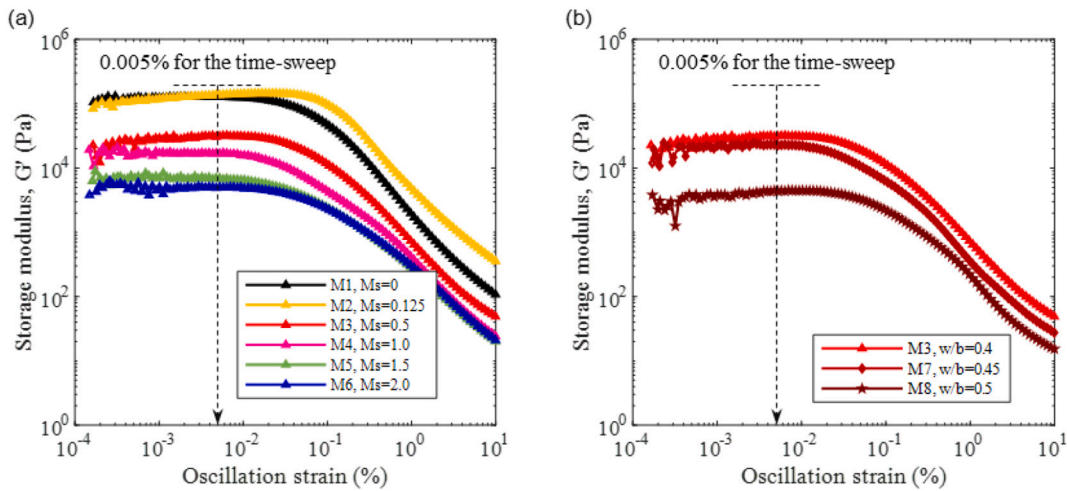 (a)
10^6
10^4
10^2
10^0
Storage modulus, G' (Pa)
0.005% for the time-sweep
M1, Ms=0
M2, Ms=0.125
M3, Ms=0.5
M4, Ms=1.0
M5, Ms=1.5
M6, Ms=2.0
10^-4 10^-3 10^-2 10^-1 10^0 10^1
Oscillation strain (%)
(b)
10^6
10^4
10^2
10^0
Storage modulus, G' (Pa)
0.005% for the time-sweep
M3, w/b=0.4
M7, w/b=0.45
M8, w/b=0.5
10^-4 10^-3 10^-2 10^-1 10^0 10^1
Oscillation strain (%)